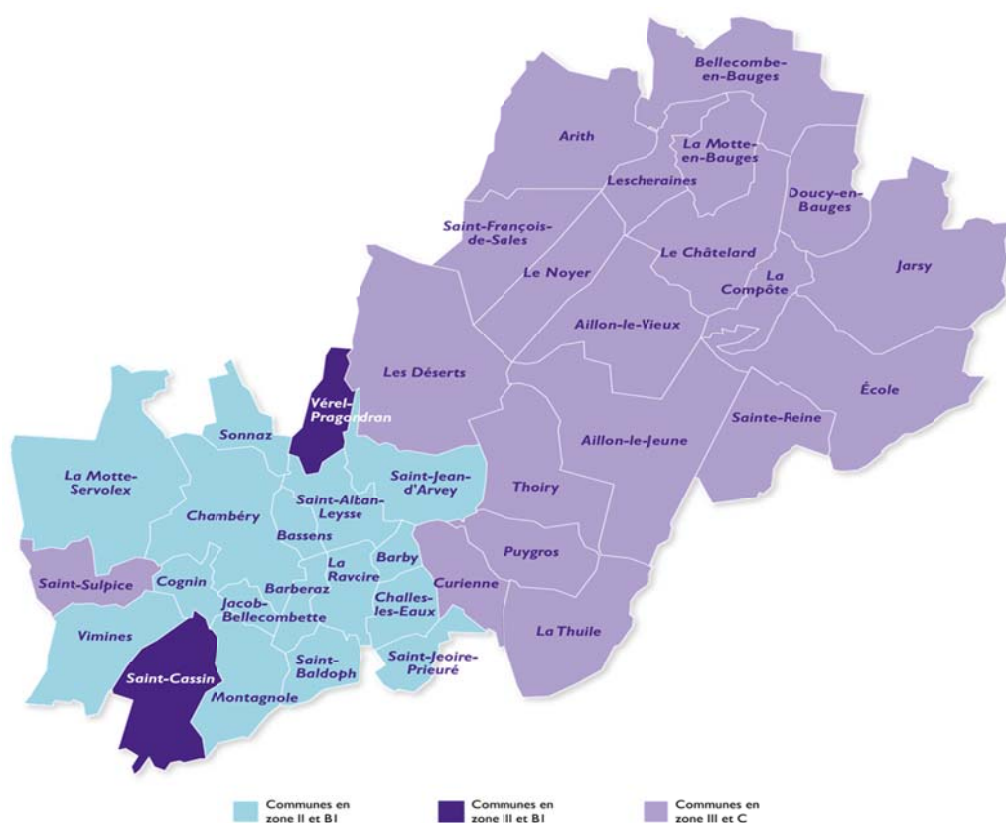 Bellecombe-
en-Bauges
Arith
La Motte-
en-Bauges
Lescheraines
Doucy-en-
Bauges
Saint-François-
de-Sales
Le Châtelard
Le Noyer
La
Compôte
Jarsy
Aillon-le-Vieux
Les Déserts
École
Vérel-
Pragondran
Sainte-Reine
Sonnaz
Aillon-le-Jeune
La Motte-
Servolex
Saint-Jean-
d'Arvey
Thoiry
Saint-Alban-
Leysse
Chambéry
Bassens
Puygros
Barby
La
Ravoire
Saint-Sulpice
Cognin
Barberaz
Curienne
Challes-
les-Eaux
Jacob-
Bellecombette
Vimines
La Thuile
Saint-
Baldoph
Saint-Jeoire-
Prieuré
Saint-Cassin
Montagnole
Communes en
zone II et B1
Communes en
zone III et B1
Communes en
zone III et C